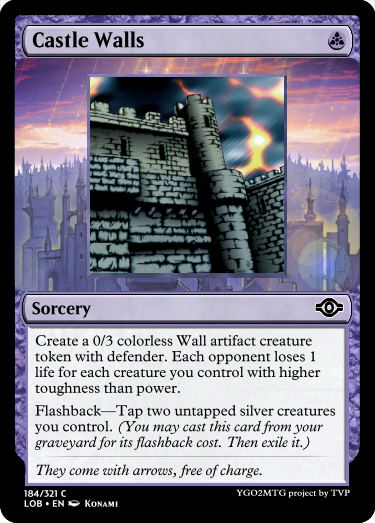 Castle Walls
Sorcery
Create a 0/3 colorless Wall artifact creature
token with defender. Each opponent loses 1
life for each creature you control with higher
toughness than power.
Flashback—Tap two untapped silver creatures
you control. (You may cast this card from your
graveyard for its flashback cost. Then exile it.)
They come with arrows, free of charge.
184/321 C
LOB • EN Konami
YGO2MTG project by TVP